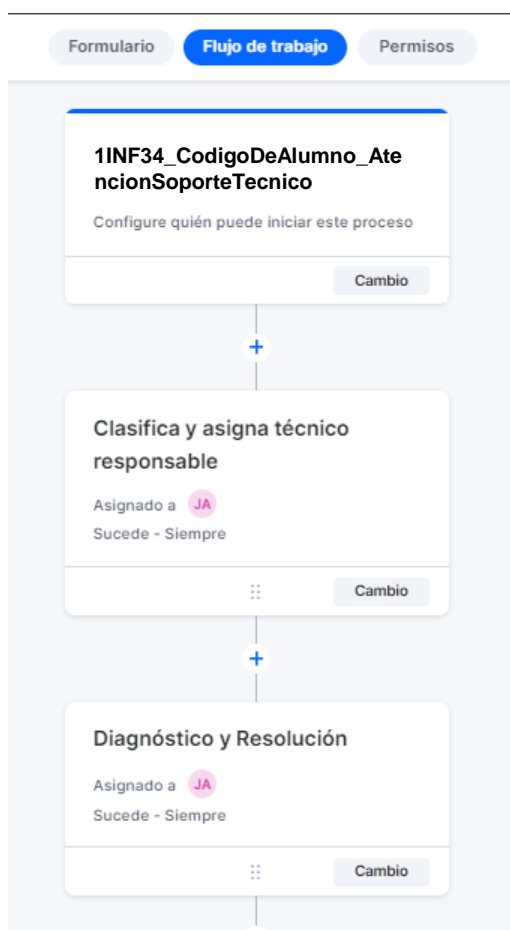 Formulario Flujo de trabajo Permisos
1INF34_CodigoDeAlumno_Ate
ncionSoporteTecnico
Configure quién puede iniciar este proceso
Cambio
+
Clasifica y asigna técnico
responsable
Asignado a JA
Sucede - Siempre
Cambio
+
Diagnóstico y Resolución
Asignado a JA
Sucede - Siempre
Cambio